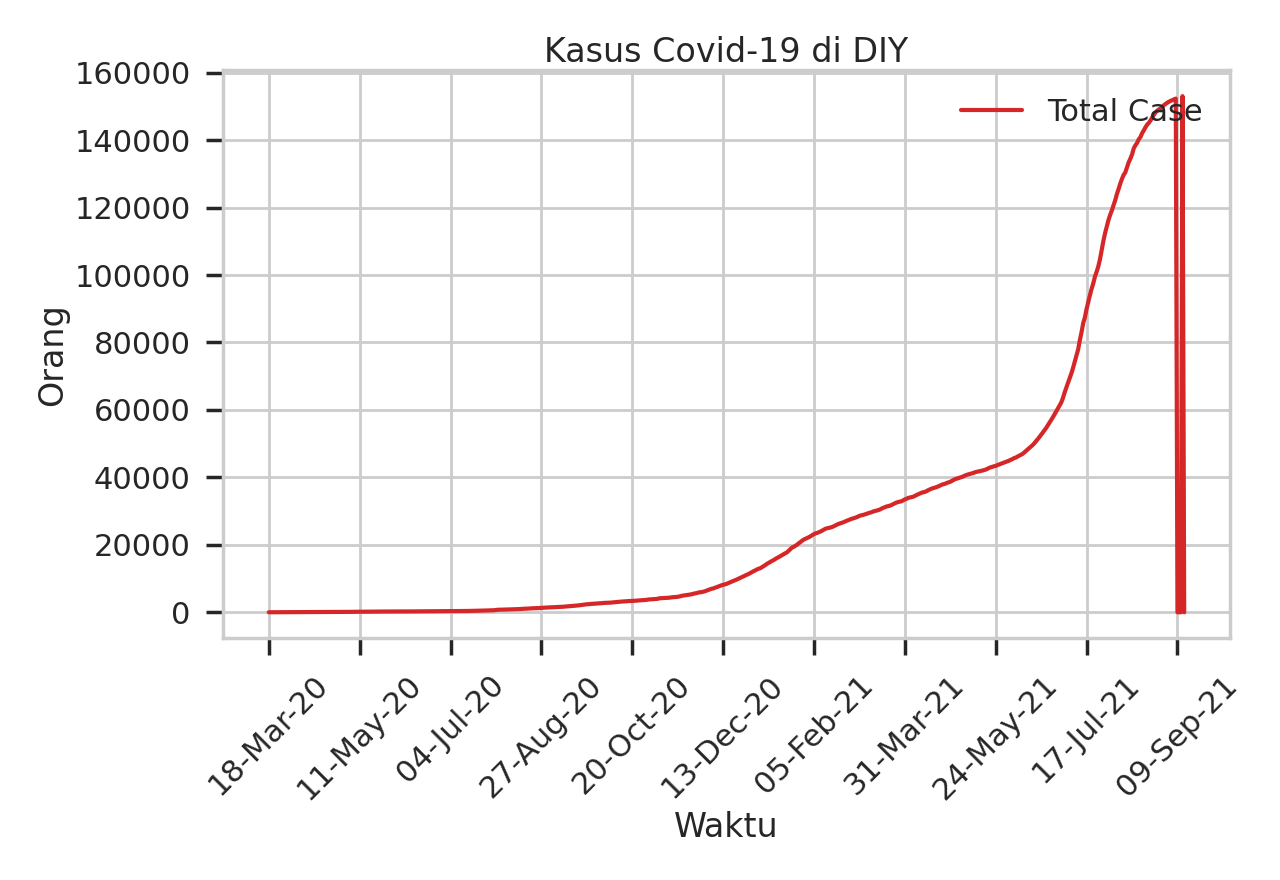 Kasus Covid-19 di DIY
Total Case
Orang
160000
140000
120000
100000
80000
60000
40000
20000
0
18-Mar-20
11-May-20
04-Jul-20
27-Aug-20
20-Oct-20
13-Dec-20
05-Feb-21
31-Mar-21
24-May-21
17-Jul-21
09-Sep-21
Waktu